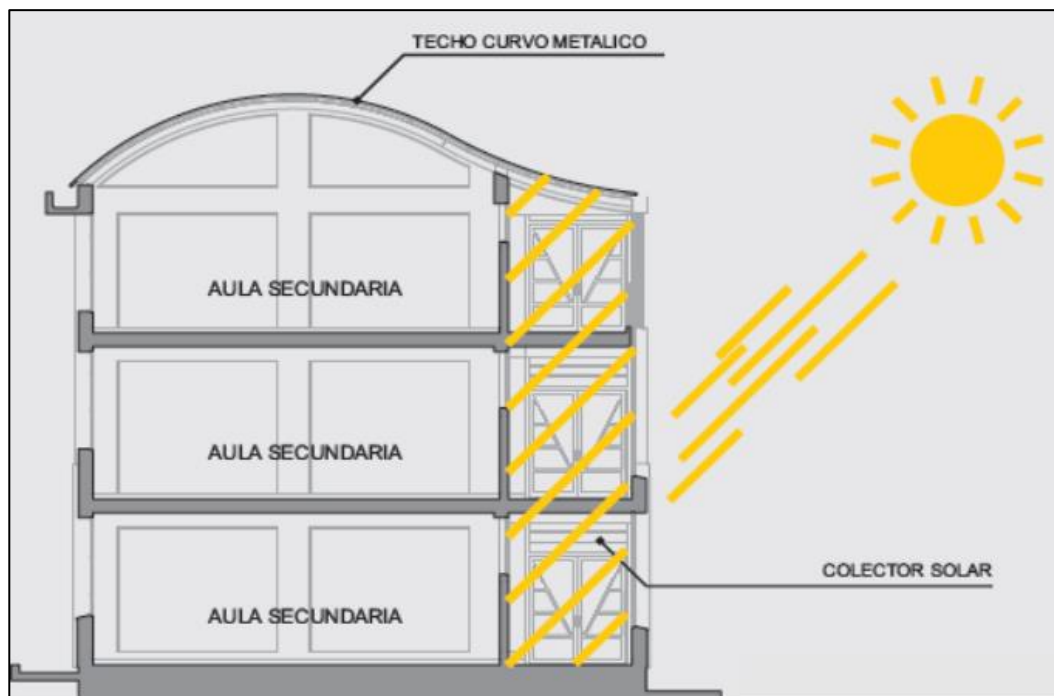 TECHO CURVO METALICO
AULA SECUNDARIA
AULA SECUNDARIA
COLECTOR SOLAR
AULA SECUNDARIA